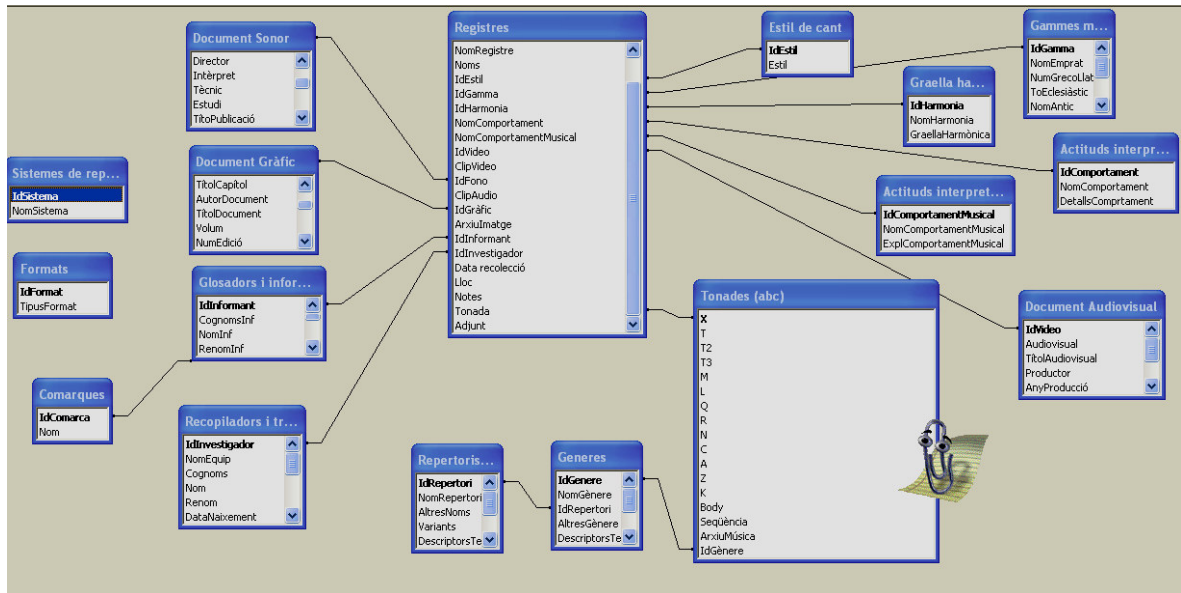 Document Sonor
Director
Intèrpret
Tècnic
Estudi
TítoPublicació
Document Gràfic
TítolCapítol
AutorDocument
TítolDocument
Volum
NumEdició
Sistemes de rep...
IdSistema
NomSistema
Formats
IdFormat
TipusFormat
Glosadors i infor...
IdInformant
CognomsInf
NomInf
RenomInf
Comarques
IdComarca
Nom
Recopiladors i tr...
IdInvestigador
NomEquip
Cognoms
Nom
Renom
DataNaixement
Registres
NomRegistre
Noms
IdEstil
IdGamma
IdHarmonia
NomComportament
NomComportamentMusical
IdVideo
ClipVideo
IdFono
ClipAudio
IdGràfic
ArxiuImatge
IdInformant
IdInvestigador
Data recolecció
Lloc
Notes
Tonada
Adjunt
Estil de cant
IdEstil
Estil
Gammes m...
IdGamma
NomEmprat
NumGrecoLlat
ToEclesiàstic
NomAntic
Graella ha...
IdHarmonia
NomHarmonia
GraellaHarmònica
Actituds interpr...
IdComportament
NomComportament
DetallsComprtament
Actituds interpret...
IdComportamentMusical
NomComportamentMusical
ExplComportamentMusical
Document Audiovisual
IdVideo
Audiovisual
TítolAudiovisual
Productor
AnyProducció
Tonades (abc)
X
T
T2
T3
M
L
Q
R
N
C
A
Z
K
Body
Seqüència
ArxiuMúsica
IdGènere
Repertoris...
IdRepertori
NomRepertori
AltresNoms
Variants
DescriptorsTe
Generes
IdGenere
NomGènere
IdRepertori
AltresGènere
DescriptorsTe